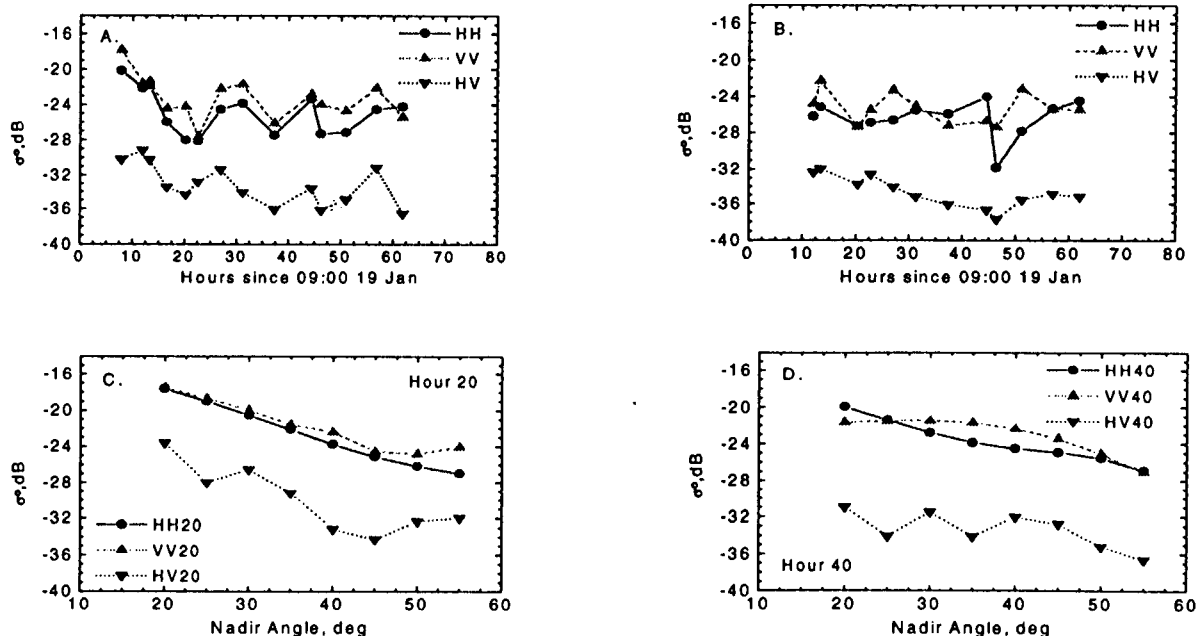 A.
HH
VV
HV
-16
-20
-24
-28
-32
-36
-40
σ°,dB
0 10 20 30 40 50 60 70 80
Hours since 09:00 19 Jan
B.
HH
VV
HV
-16
-20
-24
-28
-32
-36
-40
σ°,dB
0 10 20 30 40 50 60 70 80
Hours since 09:00 19 Jan
C.
Hour 20
-16
-20
-24
-28
-32
-36
-40
σ°,dB
HH20
VV20
HV20
10 20 30 40 50 60
Nadir Angle, deg
D.
HH40
VV40
HV40
-16
-20
-24
-28
-32
-36
-40
σ°,dB
Hour 40
10 20 30 40 50 60
Nadir Angle, deg